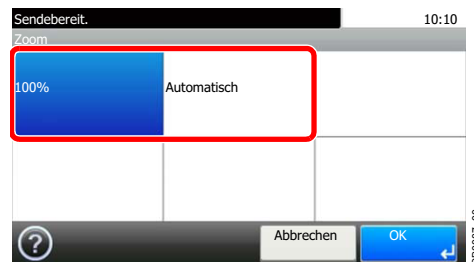 Sendebereit.
10:10
Zoom
100%
Automatisch
?
Abbrechen
OK